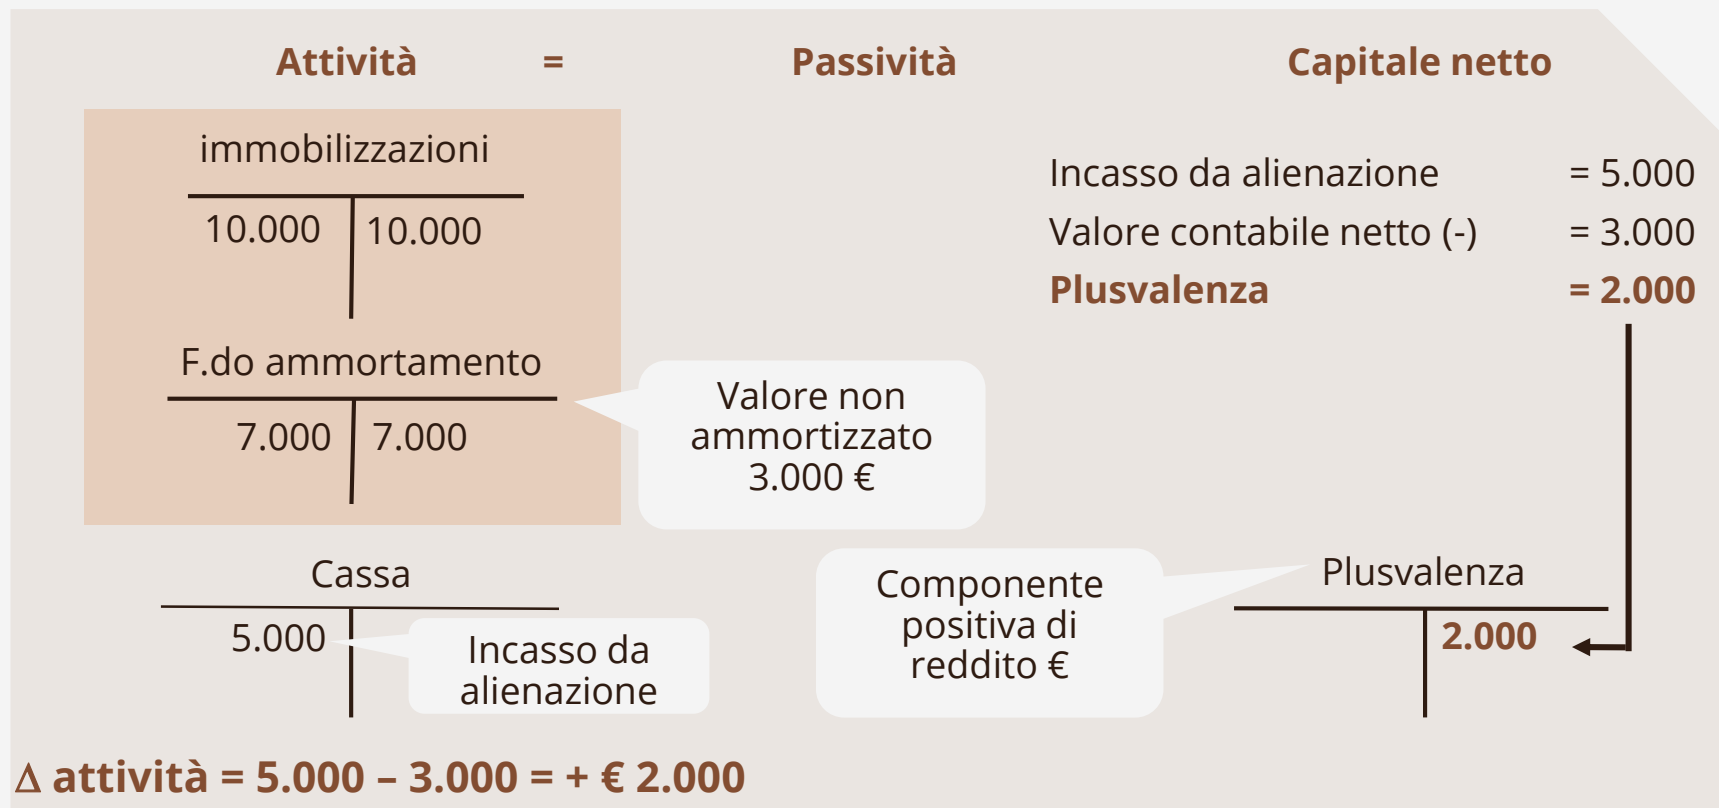 Attività = Passività Capitale netto
immobilizzazioni
10.000 10.000
F.do ammortamento
7.000 7.000
Valore non
ammortizzato
3.000 €
Cassa
5.000
Incasso da
alienazione
Incasso da alienazione = 5.000
Valore contabile netto (-) = 3.000
Plusvalenza = 2.000
Componente
positiva di
reddito €
Plusvalenza
2.000
Δ attività = 5.000 – 3.000 = + € 2.000